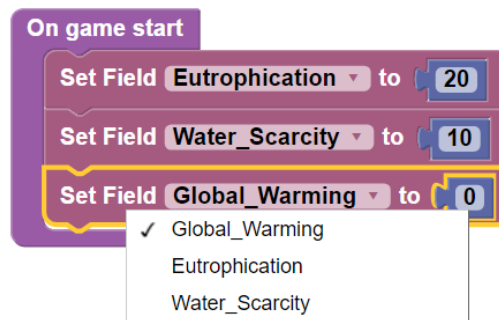 On game start
Set Field Eutrophication to 20
Set Field Water_Scarcity to 10
Set Field Global_Warming to 0
✓ Global_Warming
Eutrophication
Water_Scarcity